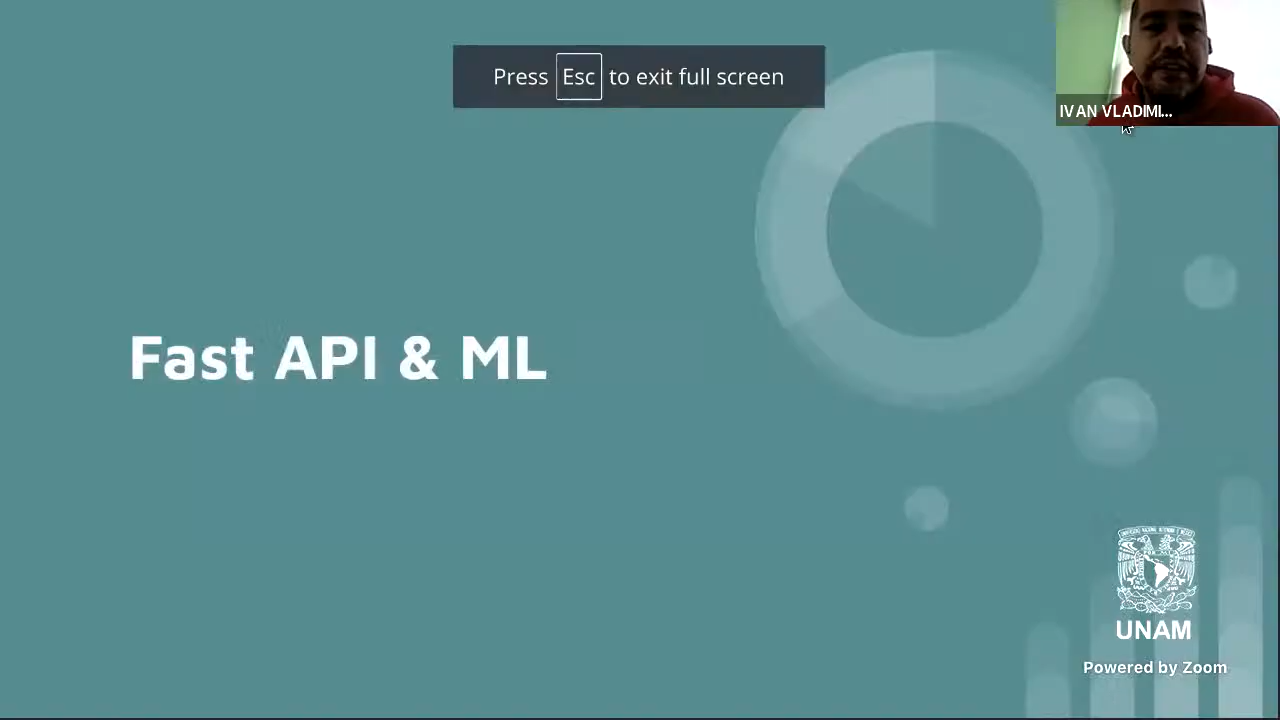 Press Esc to exit full screen
IVAN VLADIMI...
Fast API & ML
UNAM
Powered by Zoom